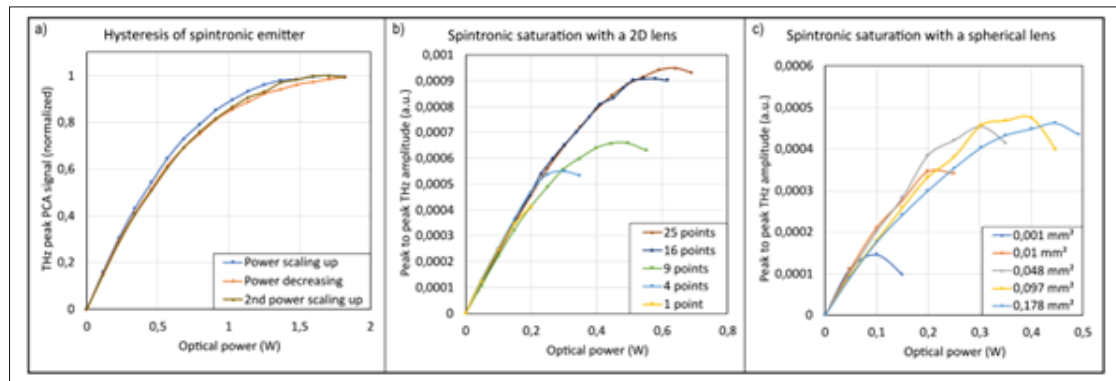 a)
Hysteresis of spintronic emitter
THz peak PCA signal (normalized)
1
0,8
0,6
0,4
0,2
0
0
0,5
1
1,5
2
Optical power (W)
Power scaling up
Power decreasing
2nd power scaling up
b)
Spintronic saturation with a 2D lens
Peak to peak THz amplitude (a.u.)
0,001
0,0009
0,0008
0,0007
0,0006
0,0005
0,0004
0,0003
0,0002
0,0001
0
0
0,2
0,4
0,6
0,8
Optical power (W)
25 points
16 points
9 points
4 points
1 point
c)
Spintronic saturation with a spherical lens
Peak to peak THz amplitude (a.u.)
0,0006
0,0005
0,0004
0,0003
0,0002
0,0001
0
0
0,1
0,2
0,3
0,4
0,5
Optical power (W)
0,001 mm²
0,01 mm²
0,048 mm²
0,097 mm²
0,178 mm²